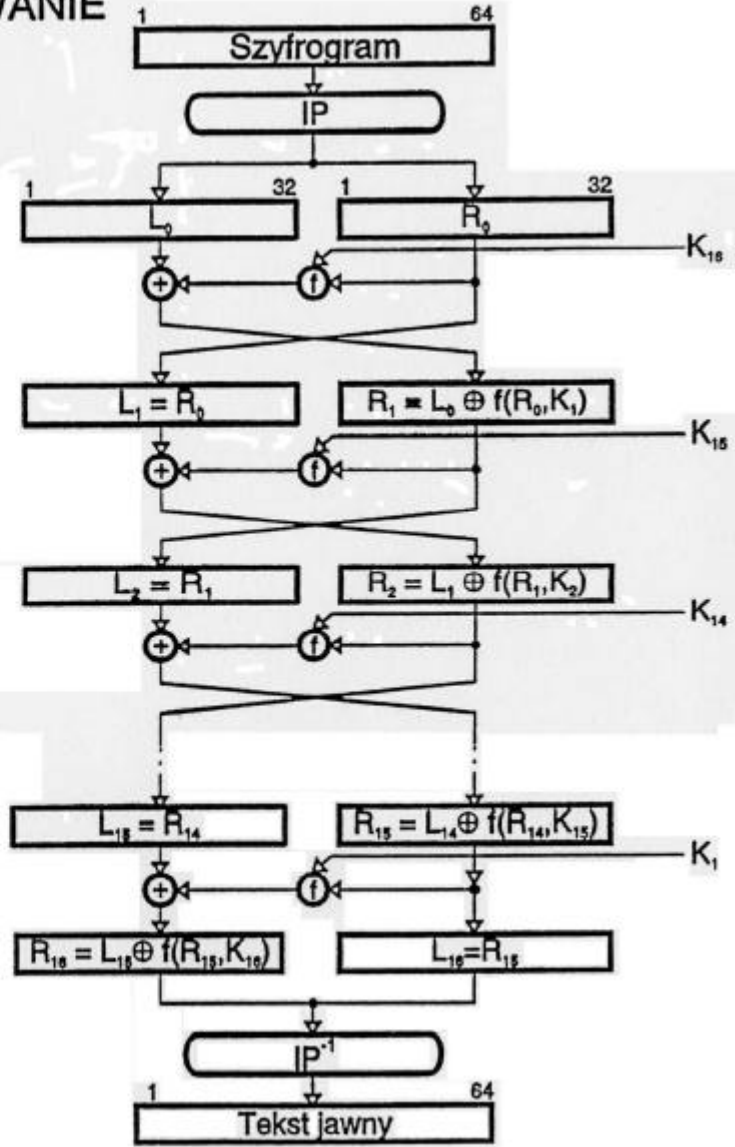 WANIE
1 64
Szyfrogram
IP
1 32 1 32
L₀ R₀
K₁₆
f
L₁ = R₀ R₁ = L₀ ⊕ f(R₀,K₁)
K₁₅
f
L₂ = R₁ R₂ = L₁ ⊕ f(R₁,K₂)
K₁₄
f
L₁₅ = R₁₄ R₁₅ = L₁₄ ⊕ f(R₁₄,K₁₅)
K₁
f
R₁₆ = L₁₅ ⊕ f(R₁₅,K₁₆) L₁₆=R₁₅
IP⁻¹
1 64
Tekst jawny